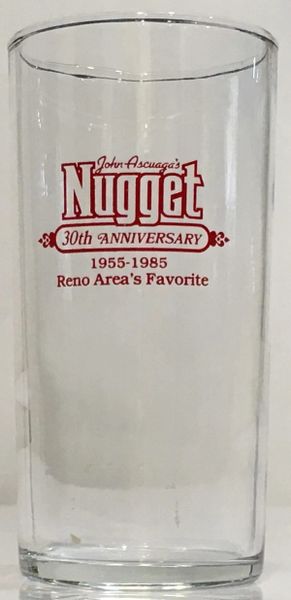 John Ascuaga's
Nugget
30th ANNIVERSARY
1955-1985
Reno Area's Favorite